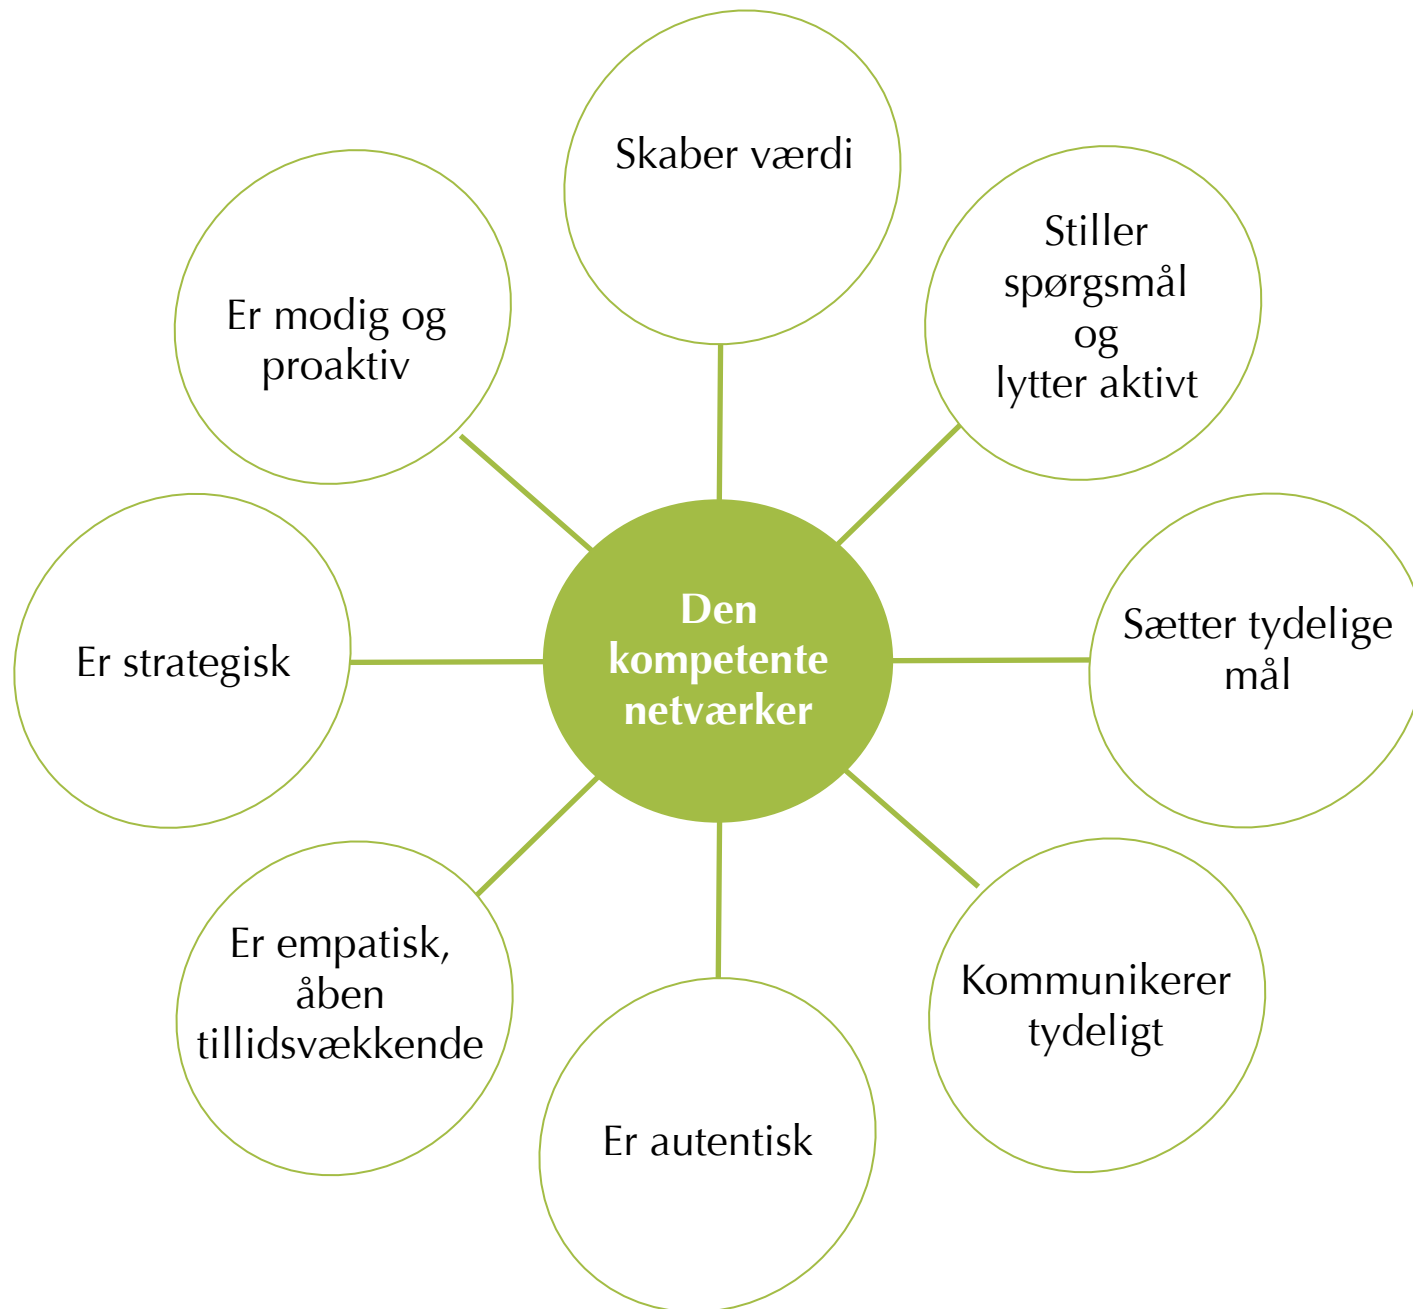 Skaber værdi
Stiller
spørgsmål
og
lytter aktivt
Er modig og
proaktiv
Den
kompetente
netværker
Sætter tydelige
mål
Er strategisk
Er empatisk,
åben
tillidsvækkende
Kommunikerer
tydeligt
Er autentisk